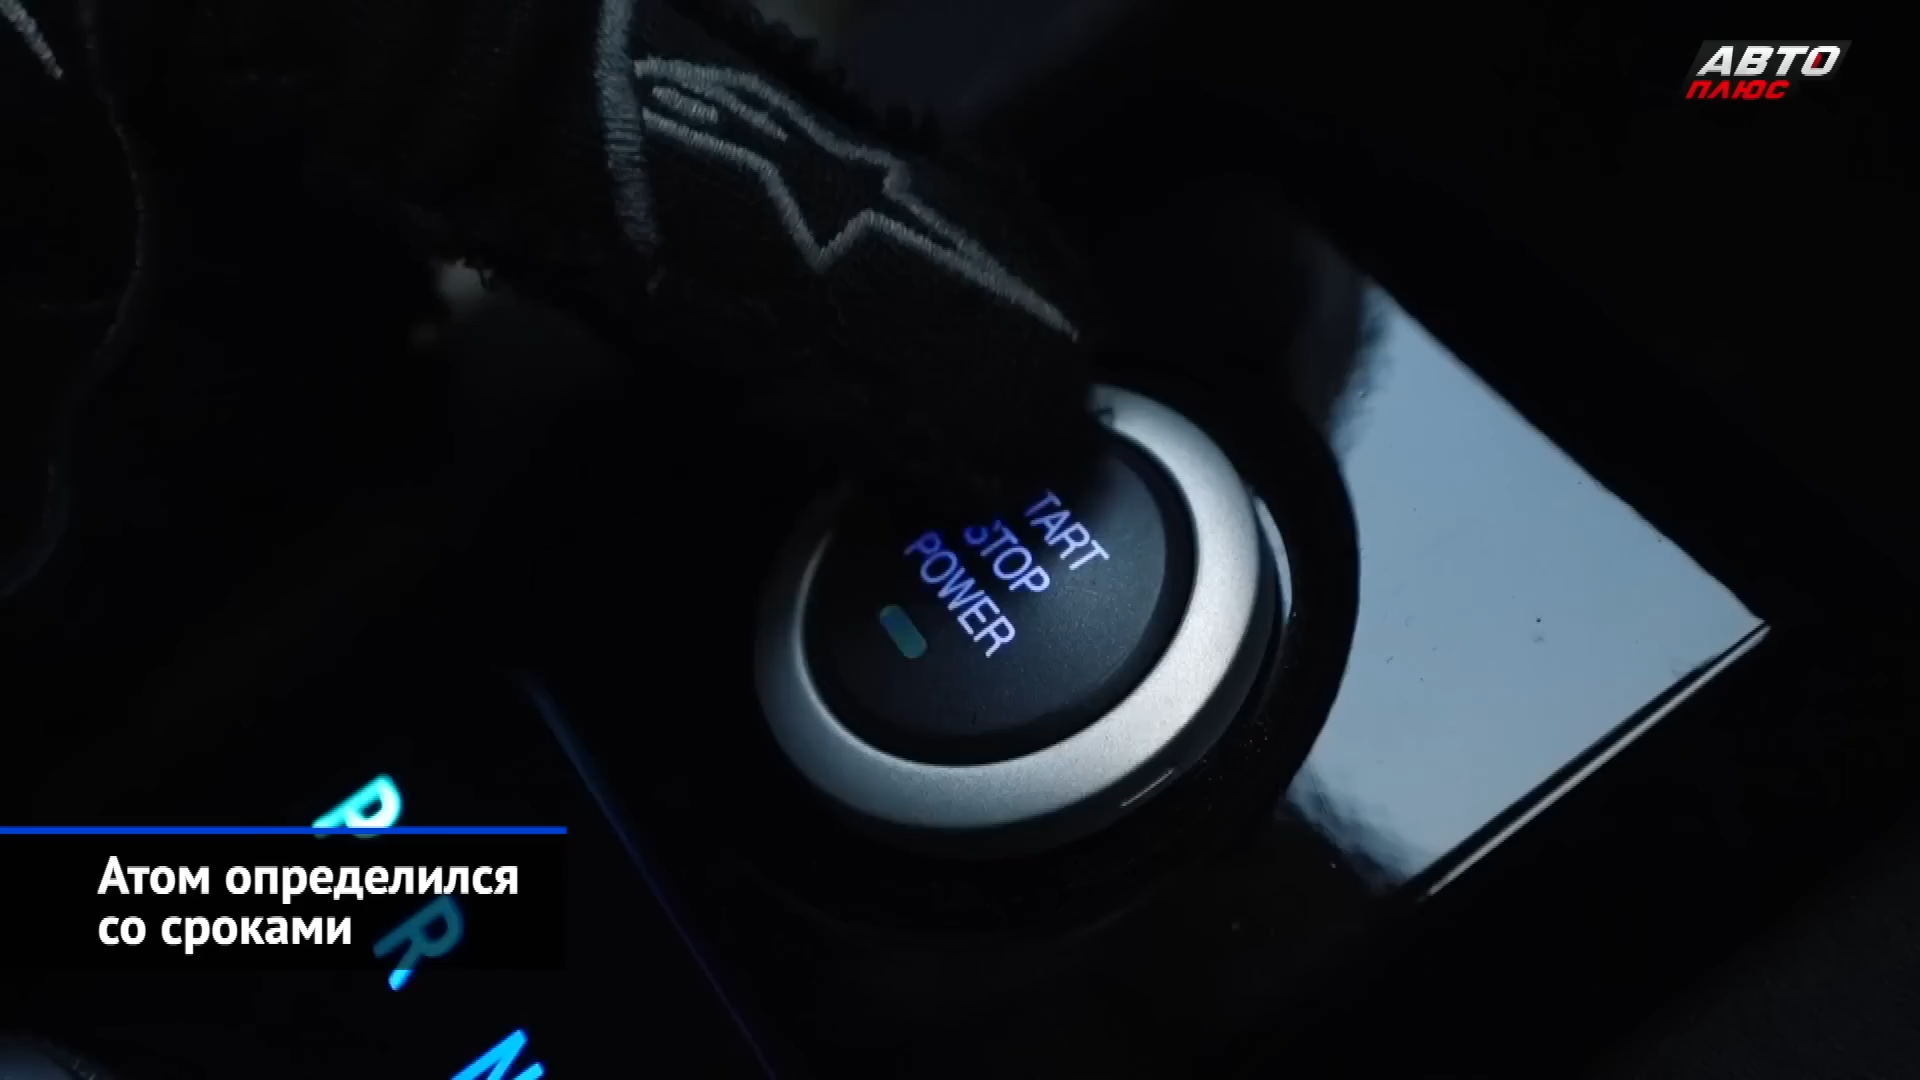 АВТО
ПЛЮС
TART
STOP
POWER
P
Атом определился
со сроками
R
N